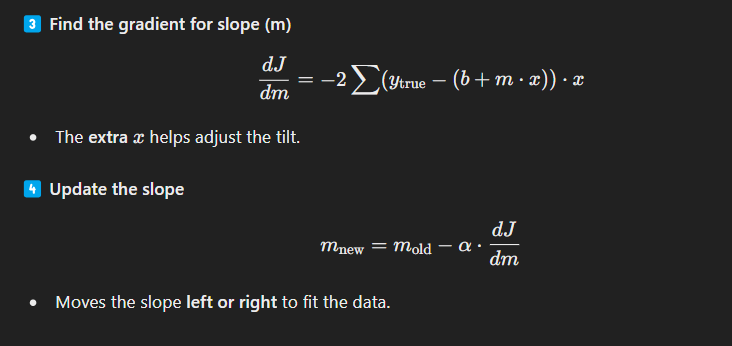 3 Find the gradient for slope (m)
dJ/dm = −2 ∑(y_true − (b + m · x)) · x
• The extra x helps adjust the tilt.
4 Update the slope
m_new = m_old − α · dJ/dm
• Moves the slope left or right to fit the data.